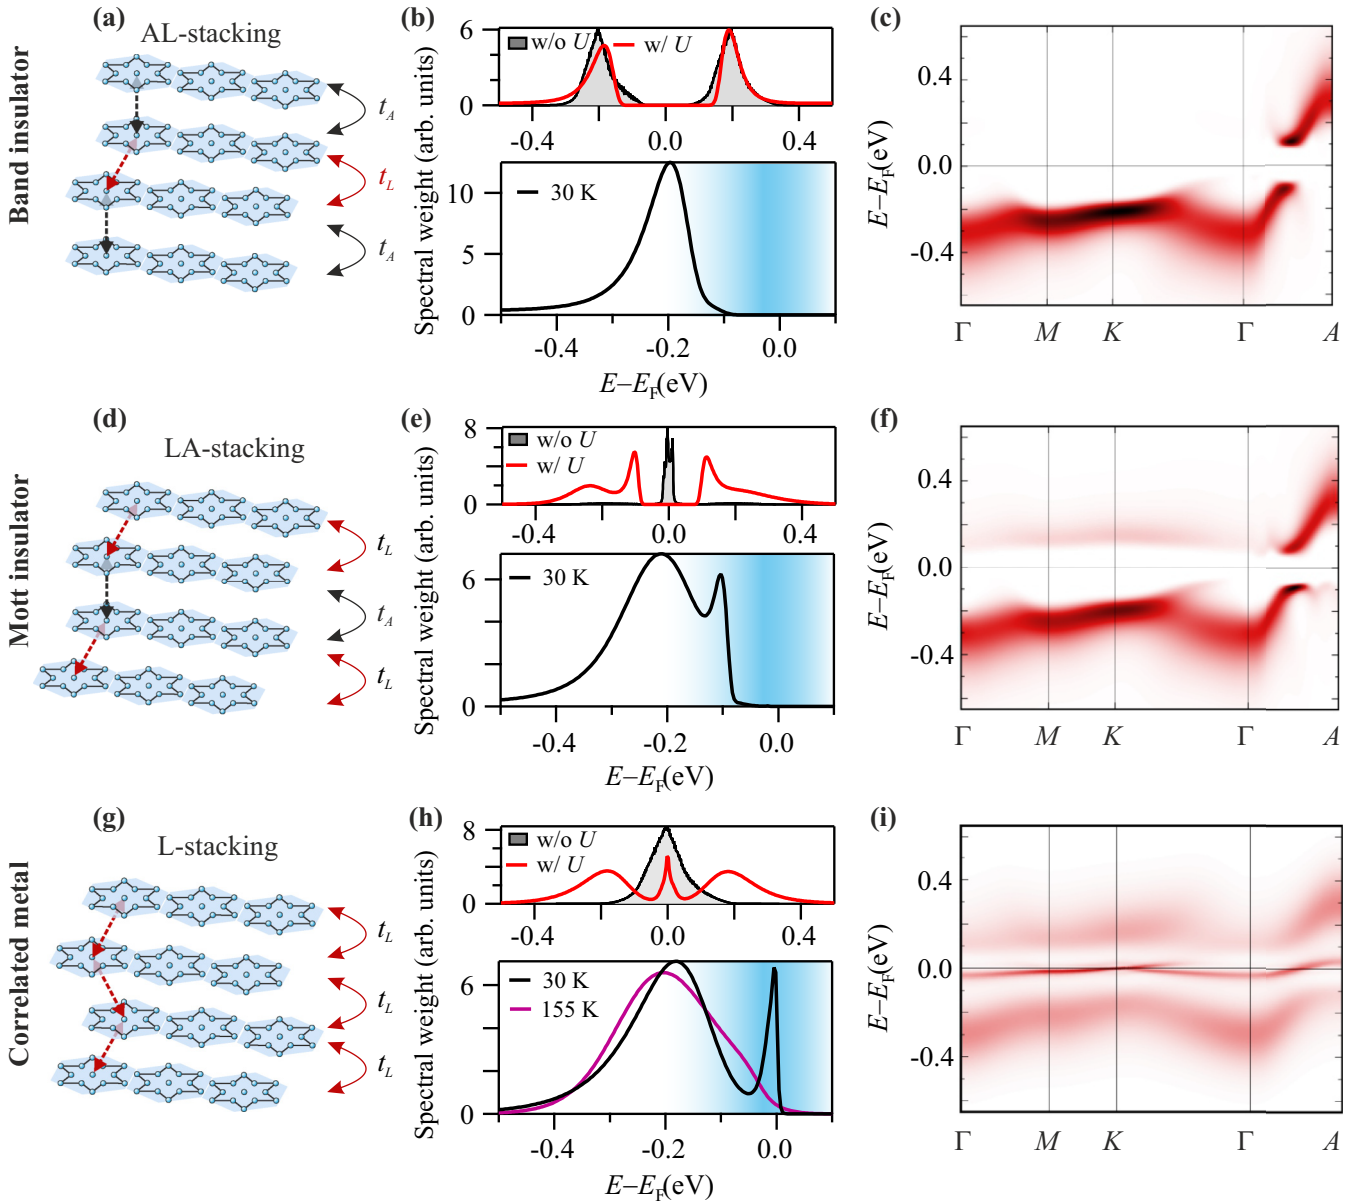 Band insulator
(a)
AL-stacking
t_A
t_L
t_A
(b)
Spectral weight (arb. units)
6
0
w/o U
w/ U
-0.4
0.0
0.4
10
5
0
30 K
-0.4
-0.2
0.0
E–E_F(eV)
(c)
E–E_F(eV)
0.4
0.0
-0.4
Γ
M
K
Γ
A
Mott insulator
(d)
LA-stacking
t_L
t_A
t_L
(e)
Spectral weight (arb. units)
8
4
0
w/o U
w/ U
-0.4
0.0
0.4
6
0
30 K
-0.4
-0.2
0.0
E–E_F(eV)
(f)
E–E_F(eV)
0.4
0.0
-0.4
Γ
M
K
Γ
A
Correlated metal
(g)
L-stacking
t_L
t_L
t_L
(h)
Spectral weight (arb. units)
8
4
0
w/o U
w/ U
-0.4
0.0
0.4
6
0
30 K
155 K
-0.4
-0.2
0.0
E–E_F(eV)
(i)
E–E_F(eV)
0.4
0.0
-0.4
Γ
M
K
Γ
A